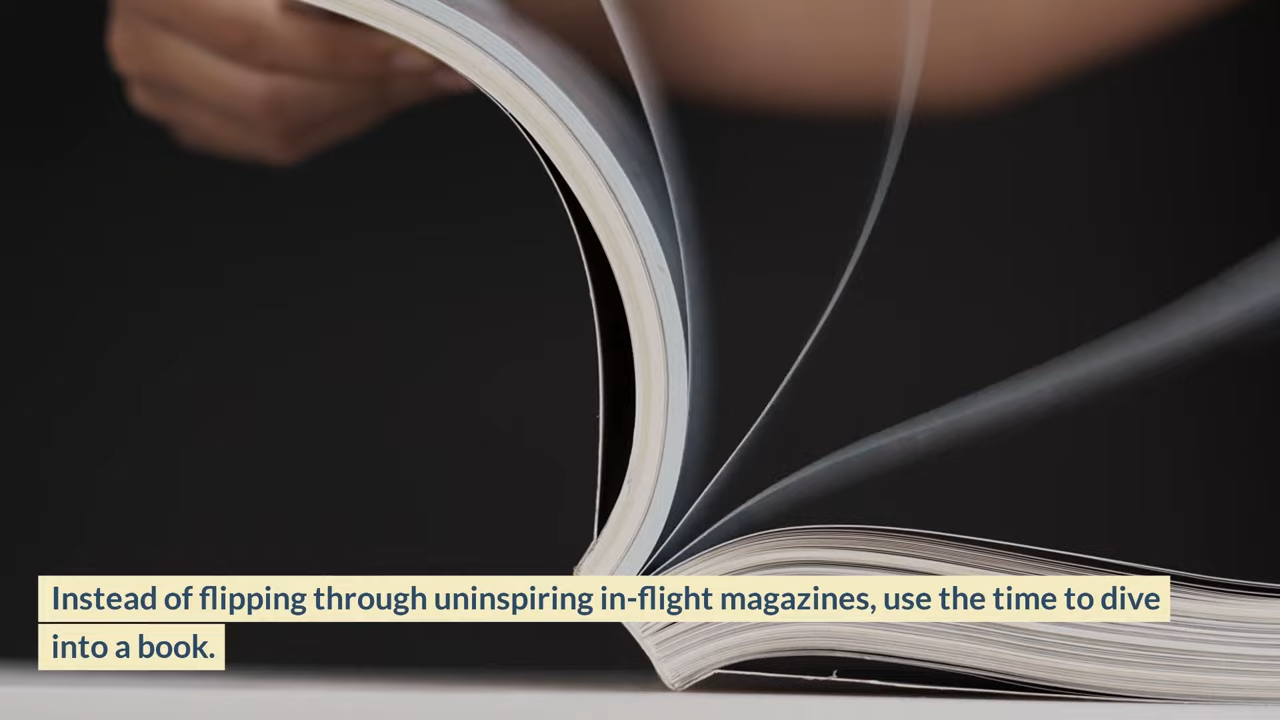 Instead of flipping through uninspiring in-flight magazines, use the time to dive
into a book.